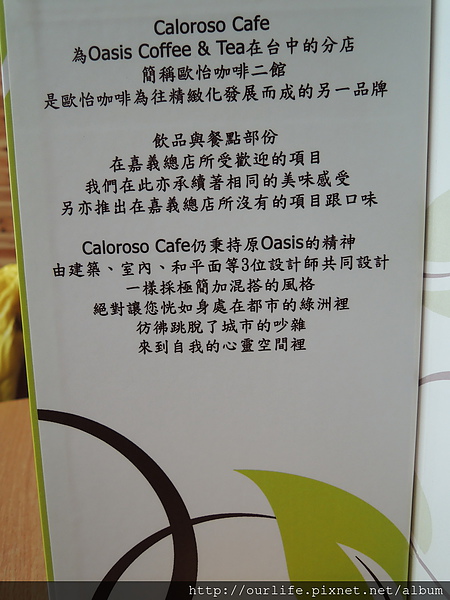 Caloroso Cafe
為Oasis Coffee & Tea在台中的分店
簡稱歐怡咖啡二館
是歐怡咖啡為往精緻化發展而成的另一品牌
飲品與餐點部份
在嘉義總店所受歡迎的項目
我們在此亦承續著相同的美味感受
另亦推出在嘉義總店所沒有的項目跟口味
Caloroso Cafe仍秉持原Oasis的精神
由建築、室內、和平面等3位設計師共同設計
一樣採極簡加混搭的風格
絕對讓您恍如身處在都市的綠洲裡
彷彿跳脫了城市的吵雜
來到自我的心靈空間裡
http://ourlife.pixnet.net/album